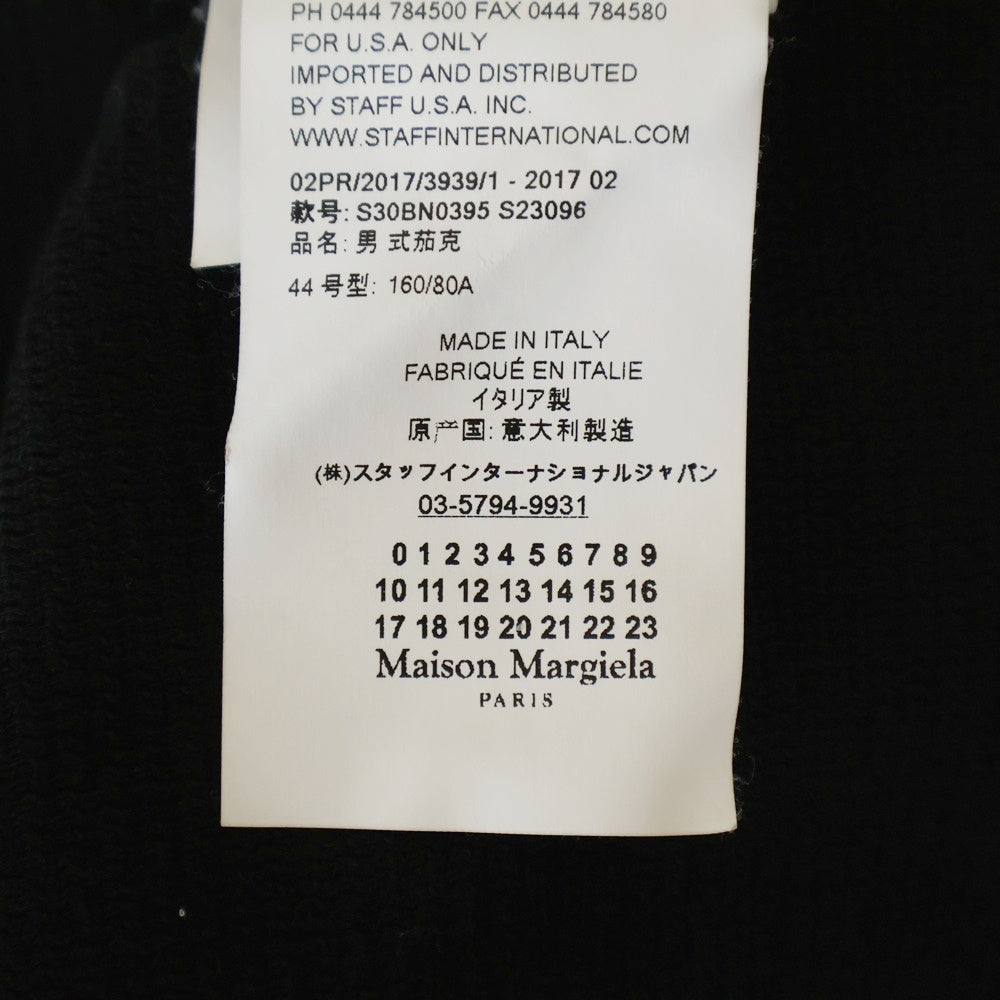 PH 0444 784500 FAX 0444 784580
FOR U.S.A. ONLY
IMPORTED AND DISTRIBUTED
BY STAFF U.S.A. INC.
WWW.STAFFINTERNATIONAL.COM
02PR/2017/3939/1 - 2017 02
款号: S30BN0395 S23096
品名: 男 式茄克
44 号型: 160/80A
MADE IN ITALY
FABRIQUÉ EN ITALIE
イタリア製
原产国: 意大利製造
(株)スタッフインターナショナルジャパン
03-5794-9931
0 1 2 3 4 5 6 7 8 9
10 11 12 13 14 15 16
17 18 19 20 21 22 23
Maison Margiela
PARIS